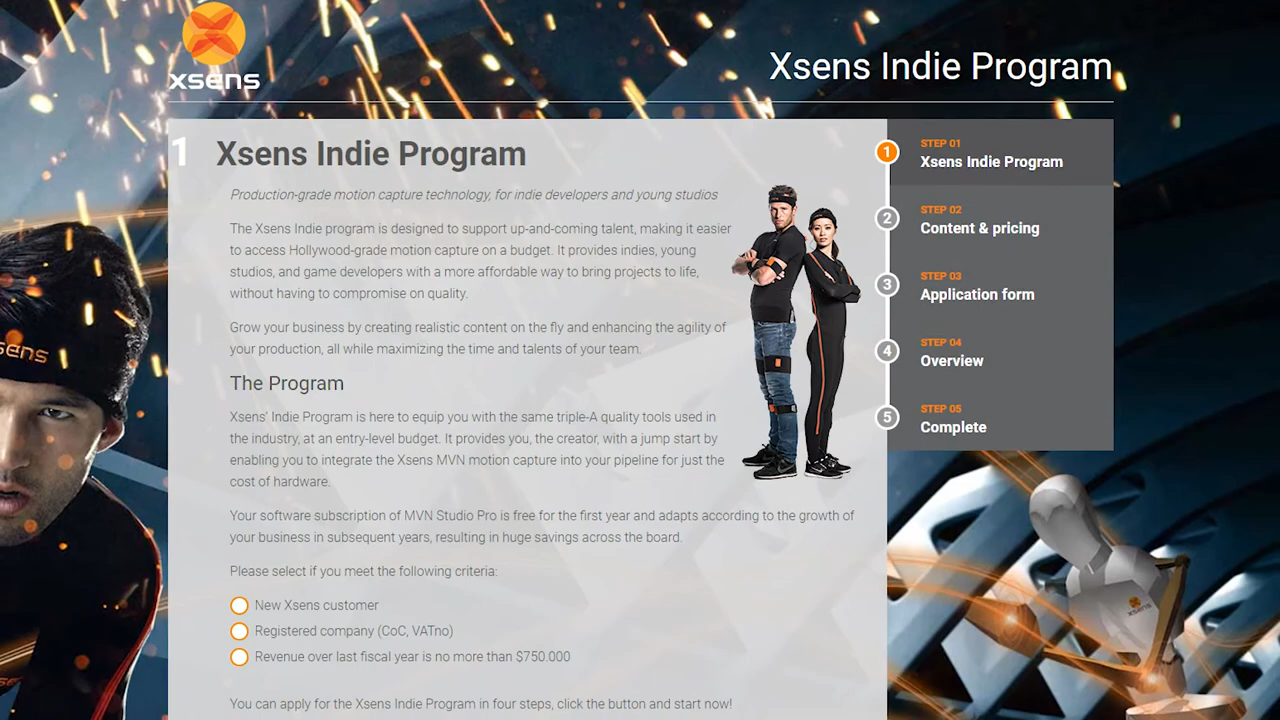 xsens
Xsens Indie Program
1 Xsens Indie Program
Production-grade motion capture technology, for indie developers and young studios
The Xsens Indie program is designed to support up-and-coming talent, making it easier
to access Hollywood-grade motion capture on a budget. It provides indies, young
studios, and game developers with a more affordable way to bring projects to life,
without having to compromise on quality.
Grow your business by creating realistic content on the fly and enhancing the agility of
your production, all while maximizing the time and talents of your team.
The Program
Xsens' Indie Program is here to equip you with the same triple-A quality tools used in
the industry, at an entry-level budget. It provides you, the creator, with a jump start by
enabling you to integrate the Xsens MVN motion capture into your pipeline for just the
cost of hardware.
Your software subscription of MVN Studio Pro is free for the first year and adapts according to the growth of
your business in subsequent years, resulting in huge savings across the board.
Please select if you meet the following criteria:
New Xsens customer
Registered company (CoC, VATno)
Revenue over last fiscal year is no more than $750.000
You can apply for the Xsens Indie Program in four steps, click the button and start now!
1
STEP 01
Xsens Indie Program
2
STEP 02
Content & pricing
3
STEP 03
Application form
4
STEP 04
Overview
5
STEP 05
Complete
sens
xsens